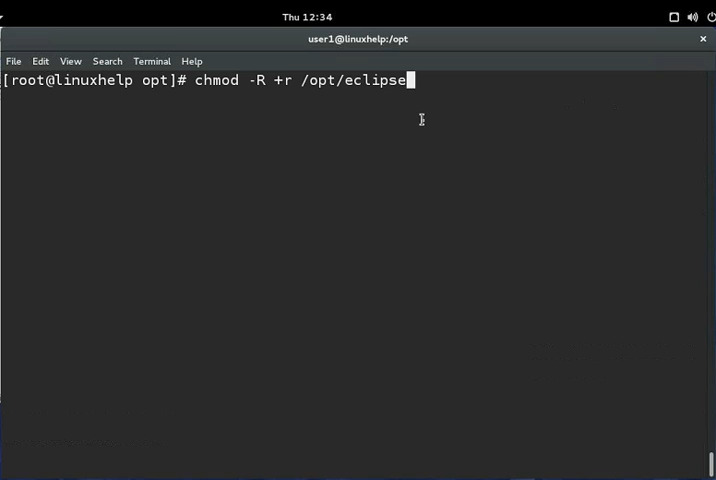 Thu 12:34
user1@linuxhelp:/opt
×
File Edit View Search Terminal Help
[root@linuxhelp opt]# chmod -R +r /opt/eclipse